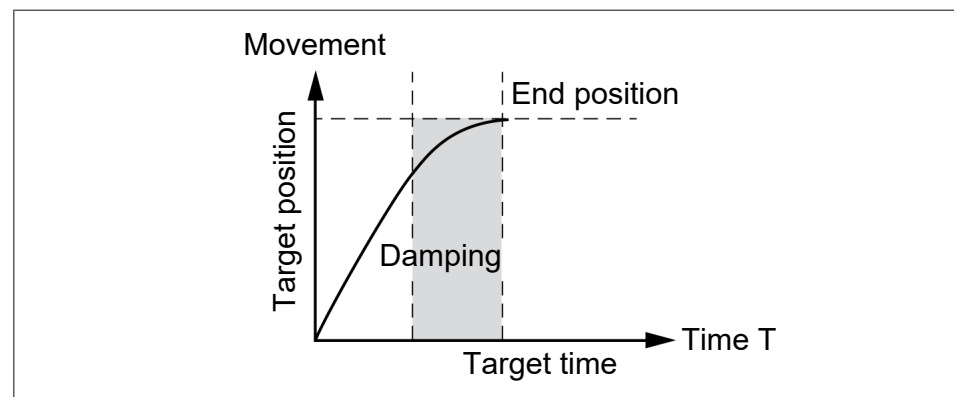 Movement
End position
Target position
Damping
Time T
Target time